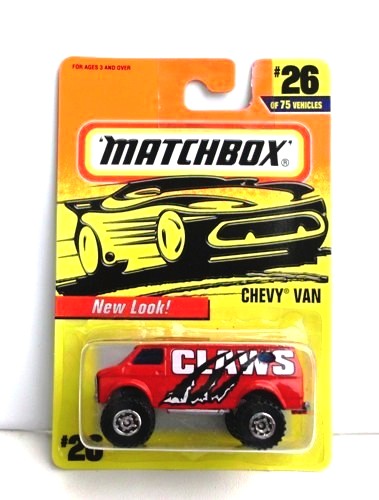 FOR AGES 3 AND OVER
#26
OF 75 VEHICLES
"MATCHBOX"®
CHEVY® VAN
New Look!
CLAWS
#26